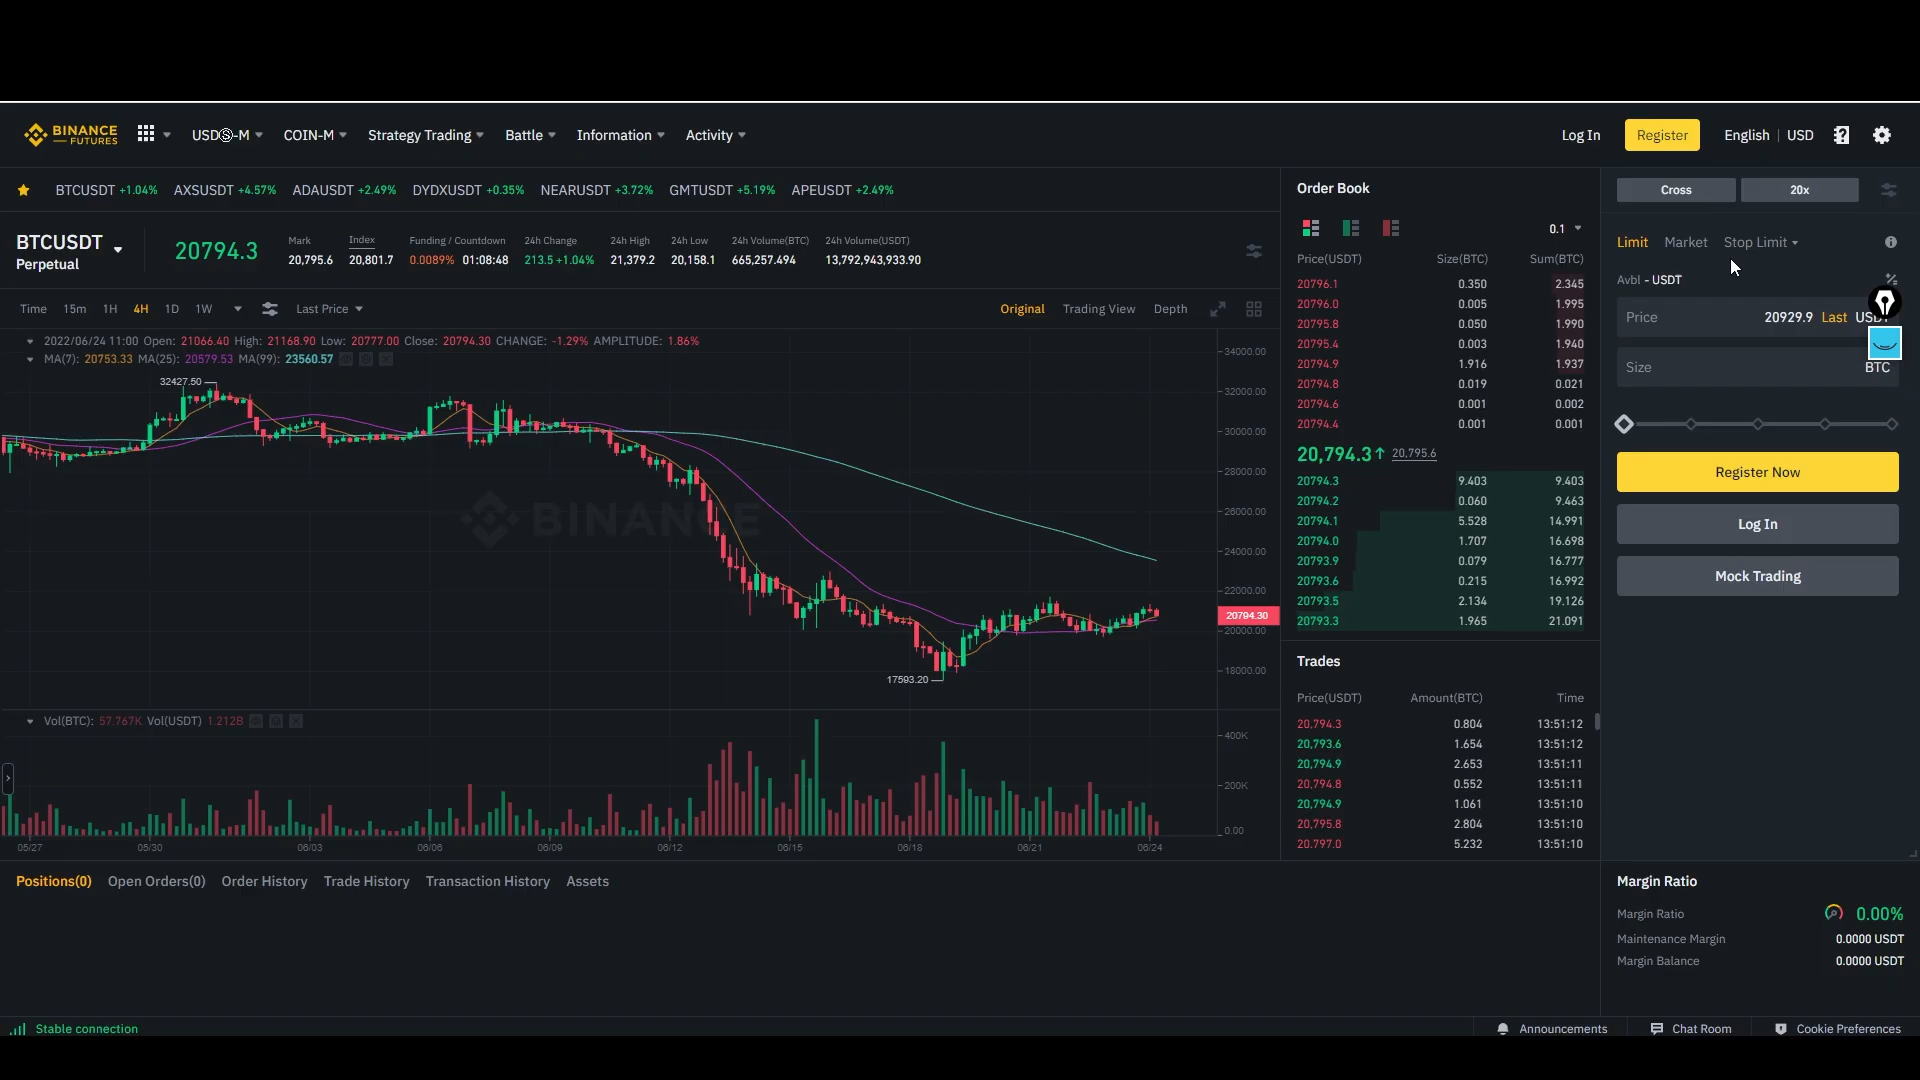 BINANCE
FUTURES
USDⓈ-M
COIN-M
Strategy Trading
Battle
Information
Activity
Log In
Register
English
USD
BTCUSDT +1.04%
AXSUSDT +4.57%
ADAUSDT +2.49%
DYDXUSDT +0.35%
NEARUSDT +3.72%
GMTUSDT +5.19%
APEUSDT +2.49%
BTCUSDT
Perpetual
20794.3
Mark
20,795.6
Index
20,801.7
Funding / Countdown
0.0089% 01:08:48
24h Change
213.5 +1.04%
24h High
21,379.2
24h Low
20,158.1
24h Volume(BTC)
665,257.494
24h Volume(USDT)
13,792,943,933.90
Time 15m 1H 4H 1D 1W
Last Price
Original
Trading View
Depth
2022/06/24 11:00 Open: 21066.40 High: 21168.90 Low: 20777.00 Close: 20794.30 CHANGE: -1.29% AMPLITUDE: 1.86%
MA(7): 20753.33 MA(25): 20579.53 MA(99): 23560.57
32427.50
17593.20
BINANCE
34000.00
32000.00
30000.00
28000.00
26000.00
24000.00
22000.00
20794.30
20000.00
18000.00
Vol(BTC): 57.767K Vol(USDT) 1.212B
400K
200K
0.00
05/27 05/30 06/03 06/06 06/09 06/12 06/15 06/18 06/21 06/24
Order Book
0.1
Price(USDT) Size(BTC) Sum(BTC)
20796.1 0.350 2.345
20796.0 0.005 1.995
20795.8 0.050 1.990
20795.4 0.003 1.940
20794.9 1.916 1.937
20794.8 0.019 0.021
20794.6 0.001 0.002
20794.4 0.001 0.001
20,794.3↑ 20,795.6
20794.3 9.403 9.403
20794.2 0.060 9.463
20794.1 5.528 14.991
20794.0 1.707 16.698
20793.9 0.079 16.777
20793.6 0.215 16.992
20793.5 2.134 19.126
20793.3 1.965 21.091
Trades
Price(USDT) Amount(BTC) Time
20,794.3 0.804 13:51:12
20,793.6 1.654 13:51:12
20,794.9 2.653 13:51:11
20,794.8 0.552 13:51:11
20,794.9 1.061 13:51:10
20,795.8 2.804 13:51:10
20,797.0 5.232 13:51:10
Cross
20x
Limit Market Stop Limit
Avbl - USDT
Price 20929.9 Last
Size BTC
Register Now
Log In
Mock Trading
Positions(0) Open Orders(0) Order History Trade History Transaction History Assets
Margin Ratio
Margin Ratio 0.00%
Maintenance Margin 0.0000 USDT
Margin Balance 0.0000 USDT
Stable connection
Announcements
Chat Room
Cookie Preferences